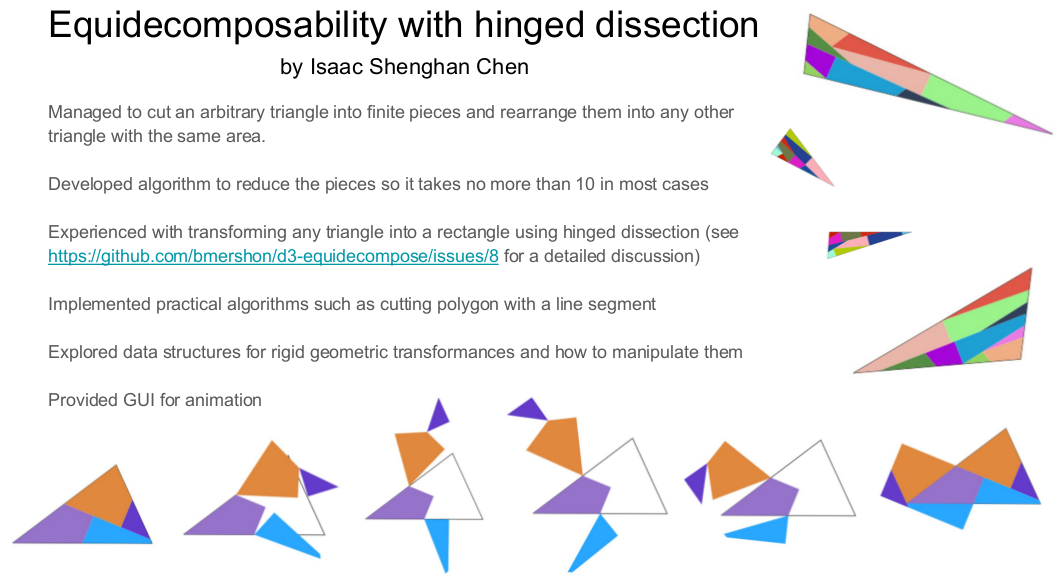 Equidecomposability with hinged dissection
by Isaac Shenghan Chen
Managed to cut an arbitrary triangle into finite pieces and rearrange them into any other
triangle with the same area.
Developed algorithm to reduce the pieces so it takes no more than 10 in most cases
Experienced with transforming any triangle into a rectangle using hinged dissection (see
https://github.com/bmershon/d3-equidecompose/issues/8 for a detailed discussion)
Implemented practical algorithms such as cutting polygon with a line segment
Explored data structures for rigid geometric transformances and how to manipulate them
Provided GUI for animation